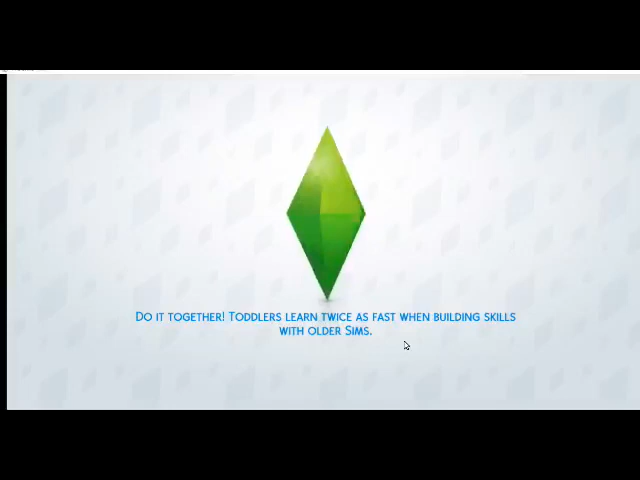 Do it together! Toddlers learn twice as fast when building skills
with older Sims.